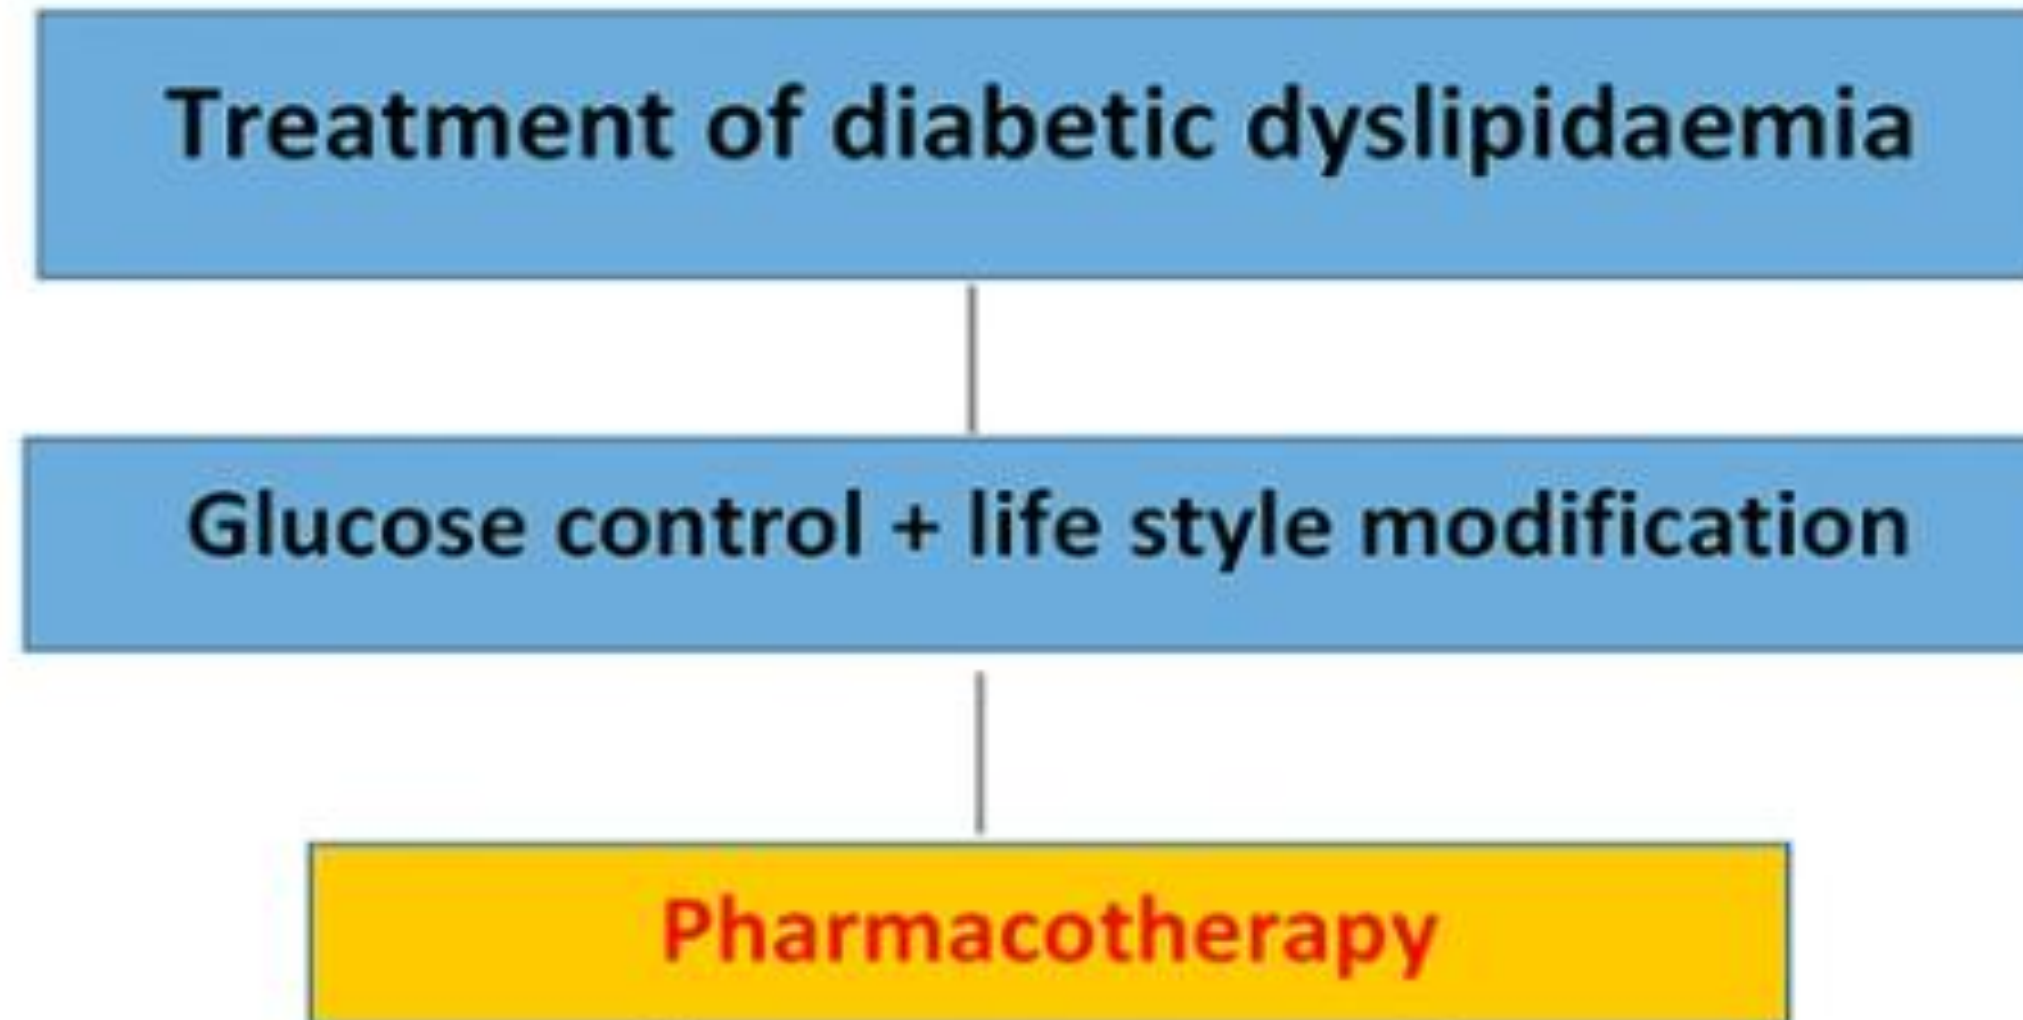 Treatment of diabetic dyslipidaemia
Glucose control + life style modification
Pharmacotherapy